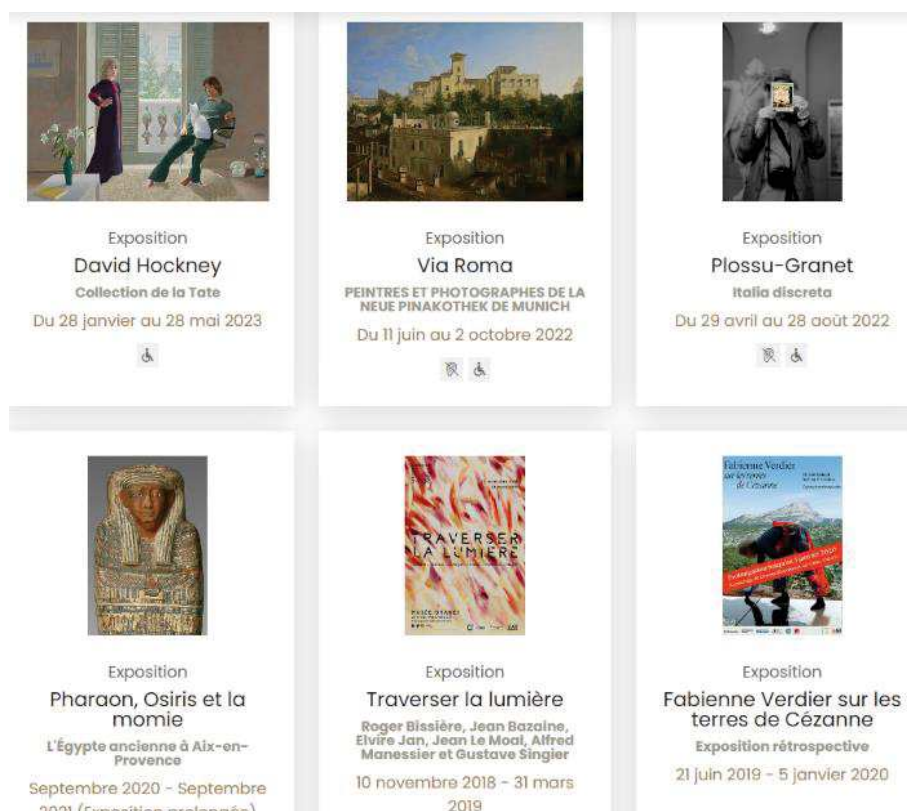 Exposition
David Hockney
Collection de la Tate
Du 28 janvier au 28 mai 2023
Exposition
Via Roma
PEINTRES ET PHOTOGRAPHES DE LA
NEUE PINAKOTHEK DE MUNICH
Du 11 juin au 2 octobre 2022
Exposition
Plossu-Granet
Italia discreta
Du 29 avril au 28 août 2022
Exposition
Pharaon, Osiris et la
momie
L'Égypte ancienne à Aix-en-
Provence
Septembre 2020 - Septembre
2021 (Exposition prolongée)
TRAVERSER
LA LUMIÈRE
MUSÉE GRANET
Exposition
Traverser la lumière
Roger Bissière, Jean Bazaine,
Elvire Jan, Jean Le Moal, Alfred
Manessier et Gustave Singier
10 novembre 2018 - 31 mars
2019
Fabienne Verdier
sur les terres
de Cézanne
Exposition
Fabienne Verdier sur les
terres de Cézanne
Exposition rétrospective
21 juin 2019 - 5 janvier 2020